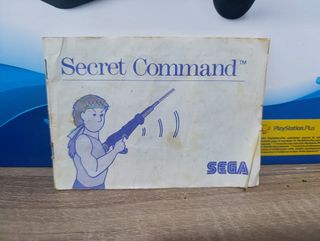 Secret Command™
SEGA
PlayStation.Plus